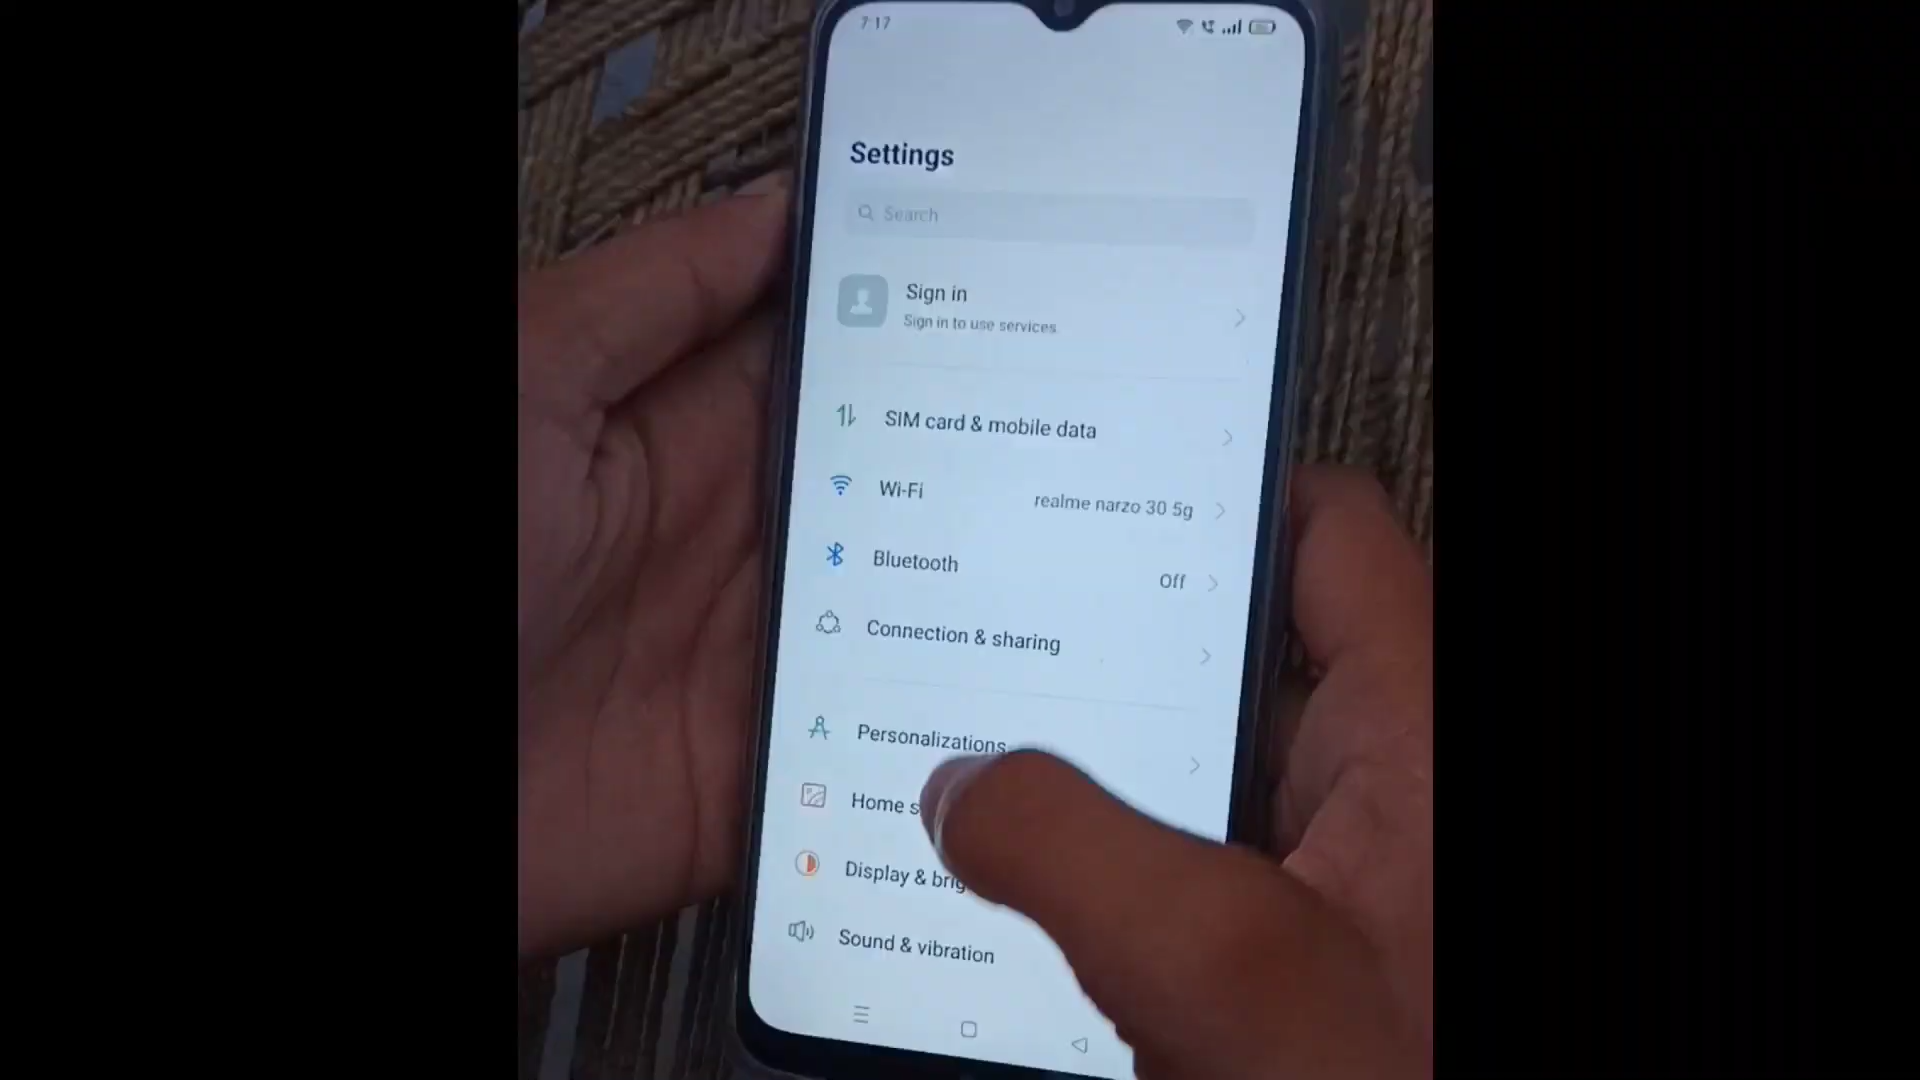 7:17
Settings
Search
Sign in
Sign in to use services
SIM card & mobile data
Wi-Fi realme narzo 30 5g
Bluetooth Off
Connection & sharing
Personalizations
Home s
Display & brig
Sound & vibration